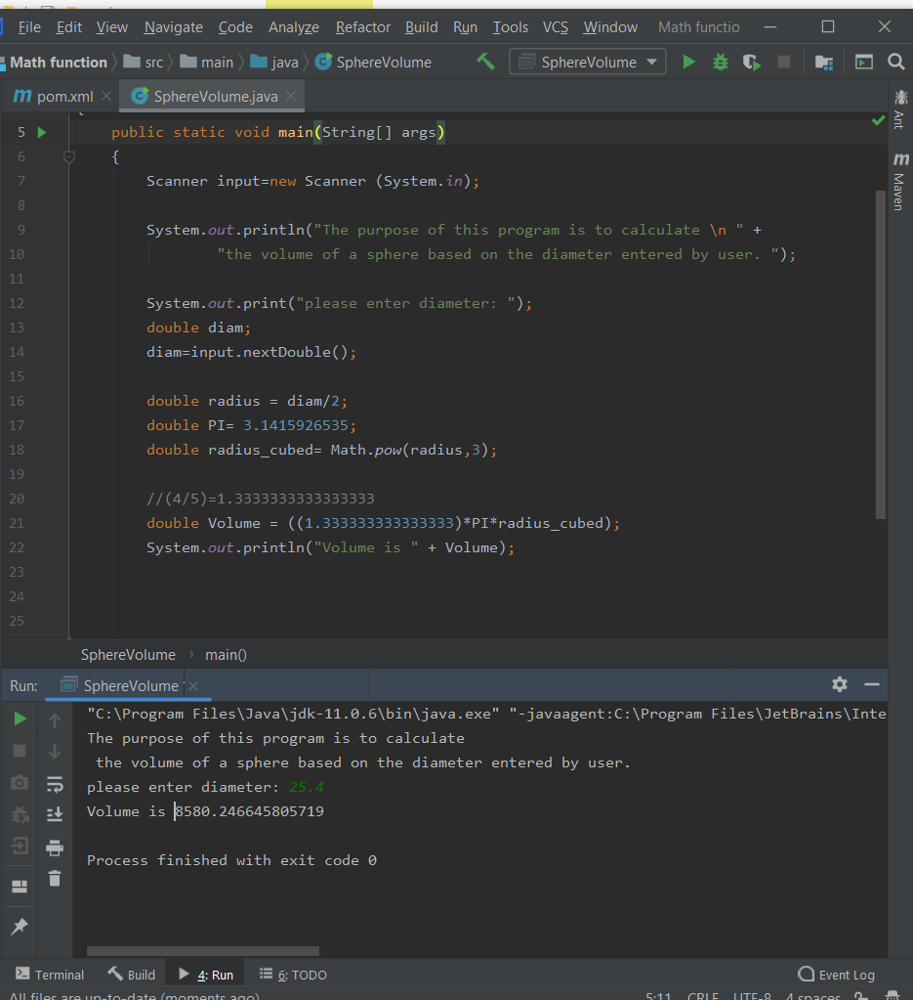 File Edit View Navigate Code Analyze Refactor Build Run Tools VCS Window Math functio
Math function src main java SphereVolume SphereVolume
pom.xml SphereVolume.java
5 public static void main(String[] args)
6 {
7 Scanner input=new Scanner (System.in);
8
9 System.out.println("The purpose of this program is to calculate \n " +
10 "the volume of a sphere based on the diameter entered by user. ");
11
12 System.out.print("please enter diameter: ");
13 double diam;
14 diam=input.nextDouble();
15
16 double radius = diam/2;
17 double PI= 3.1415926535;
18 double radius_cubed= Math.pow(radius,3);
19
20 //(4/5)=1.3333333333333333
21 double Volume = ((1.333333333333333)*PI*radius_cubed);
22 System.out.println("Volume is " + Volume);
23
24
25
Ant
m
Maven
SphereVolume › main()
Run: SphereVolume
"C:\Program Files\Java\jdk-11.0.6\bin\java.exe" "-javaagent:C:\Program Files\JetBrains\Inte
The purpose of this program is to calculate
the volume of a sphere based on the diameter entered by user.
please enter diameter: 25.4
Volume is 8580.246645805719
Process finished with exit code 0
Terminal Build 4: Run 6: TODO Event Log
All files are up-to-date (moments ago) 5:11 CRLF UTF-8 4 spaces